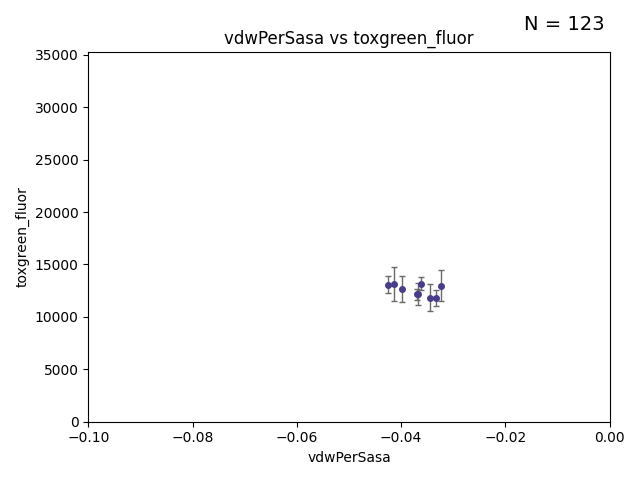 N = 123
vdwPerSasa vs toxgreen_fluor
35000
30000
25000
20000
15000
10000
5000
0
toxgreen_fluor
−0.10 −0.08 −0.06 −0.04 −0.02 0.00
vdwPerSasa